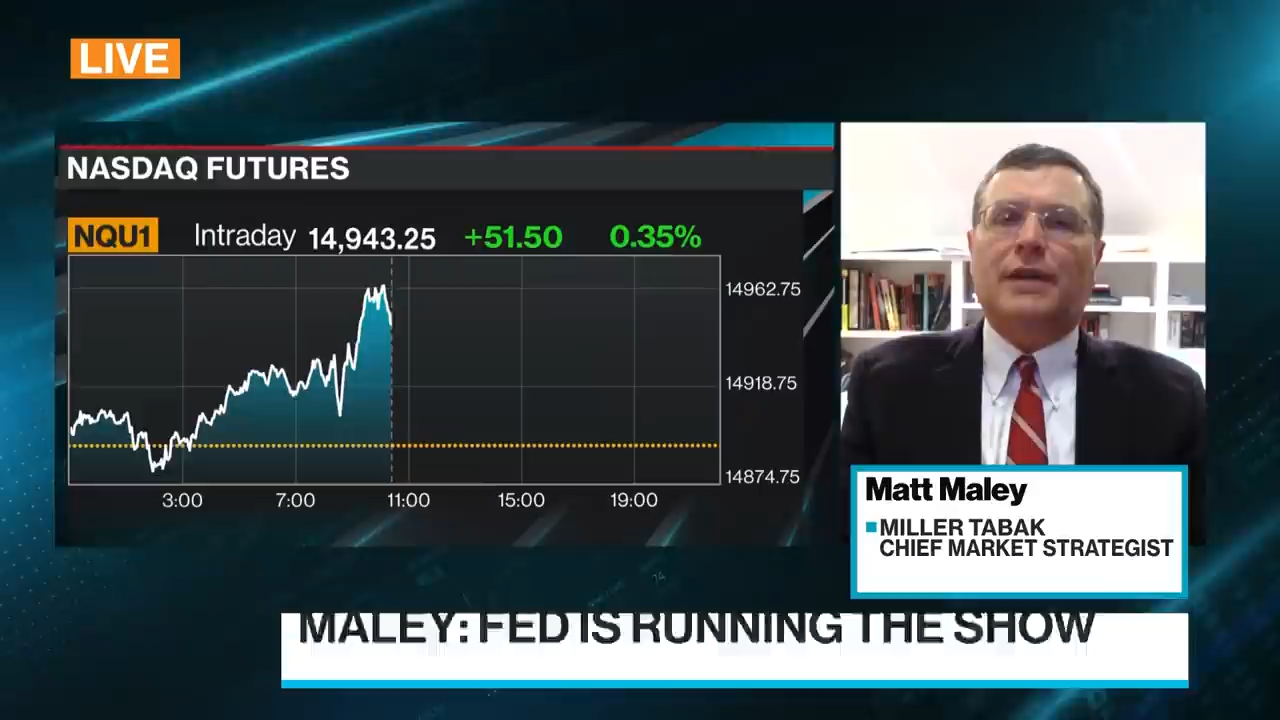 LIVE
NASDAQ FUTURES
NQU1 Intraday 14,943.25 +51.50 0.35%
14962.75
14918.75
14874.75
3:00 7:00 11:00 15:00 19:00
Matt Maley
MILLER TABAK
CHIEF MARKET STRATEGIST
MALEY: FED IS RUNNING THE SHOW